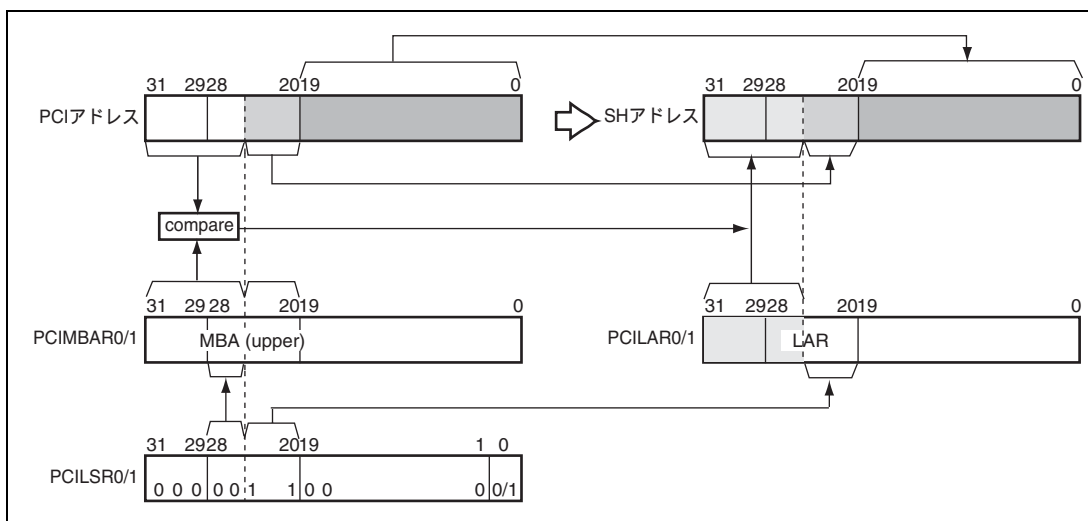 31 2928 2019 0 31 2928 2019 0
PCIアドレス SHアドレス
compare
31 29 28 2019 0 31 2928 2019 0
PCIMBAR0/1 MBA (upper) PCILAR0/1 LAR
31 2928 2019 1 0
PCILSR0/1
0 0 0 0 0 1 1 0 0 0 0/1